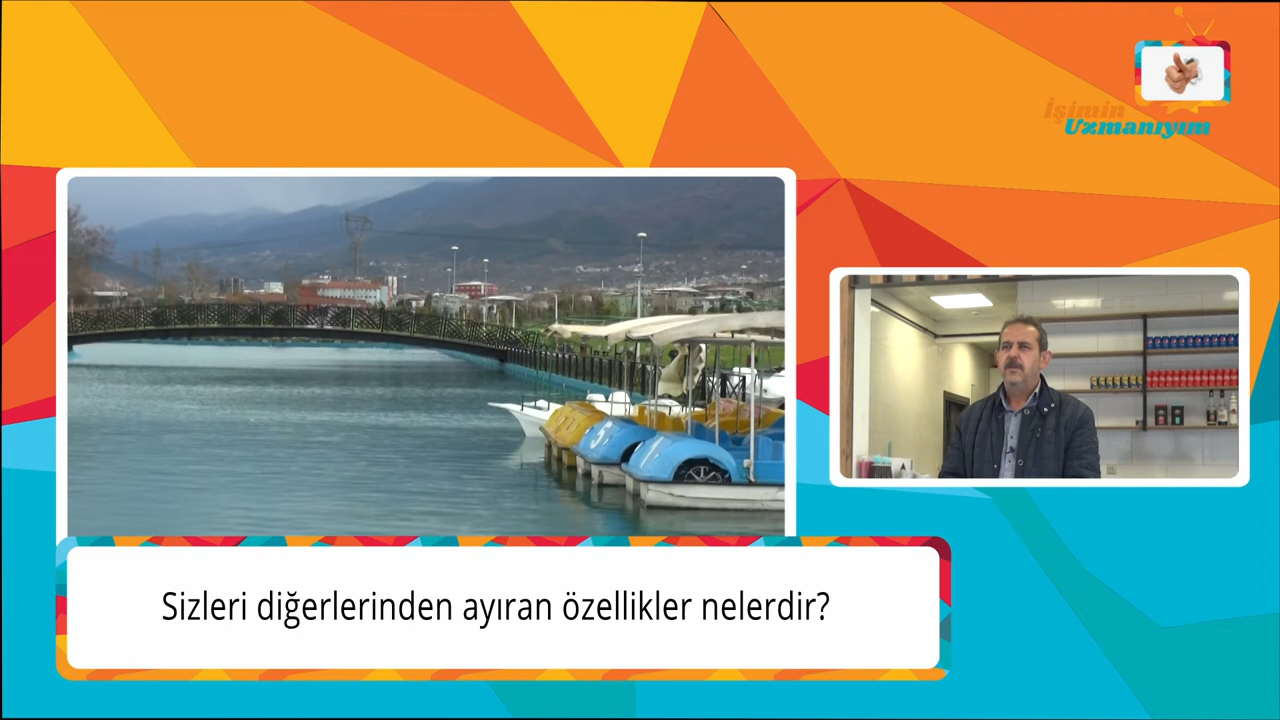 İşimin
Uzmanıyım
Sizleri diğerlerinden ayıran özellikler nelerdir?